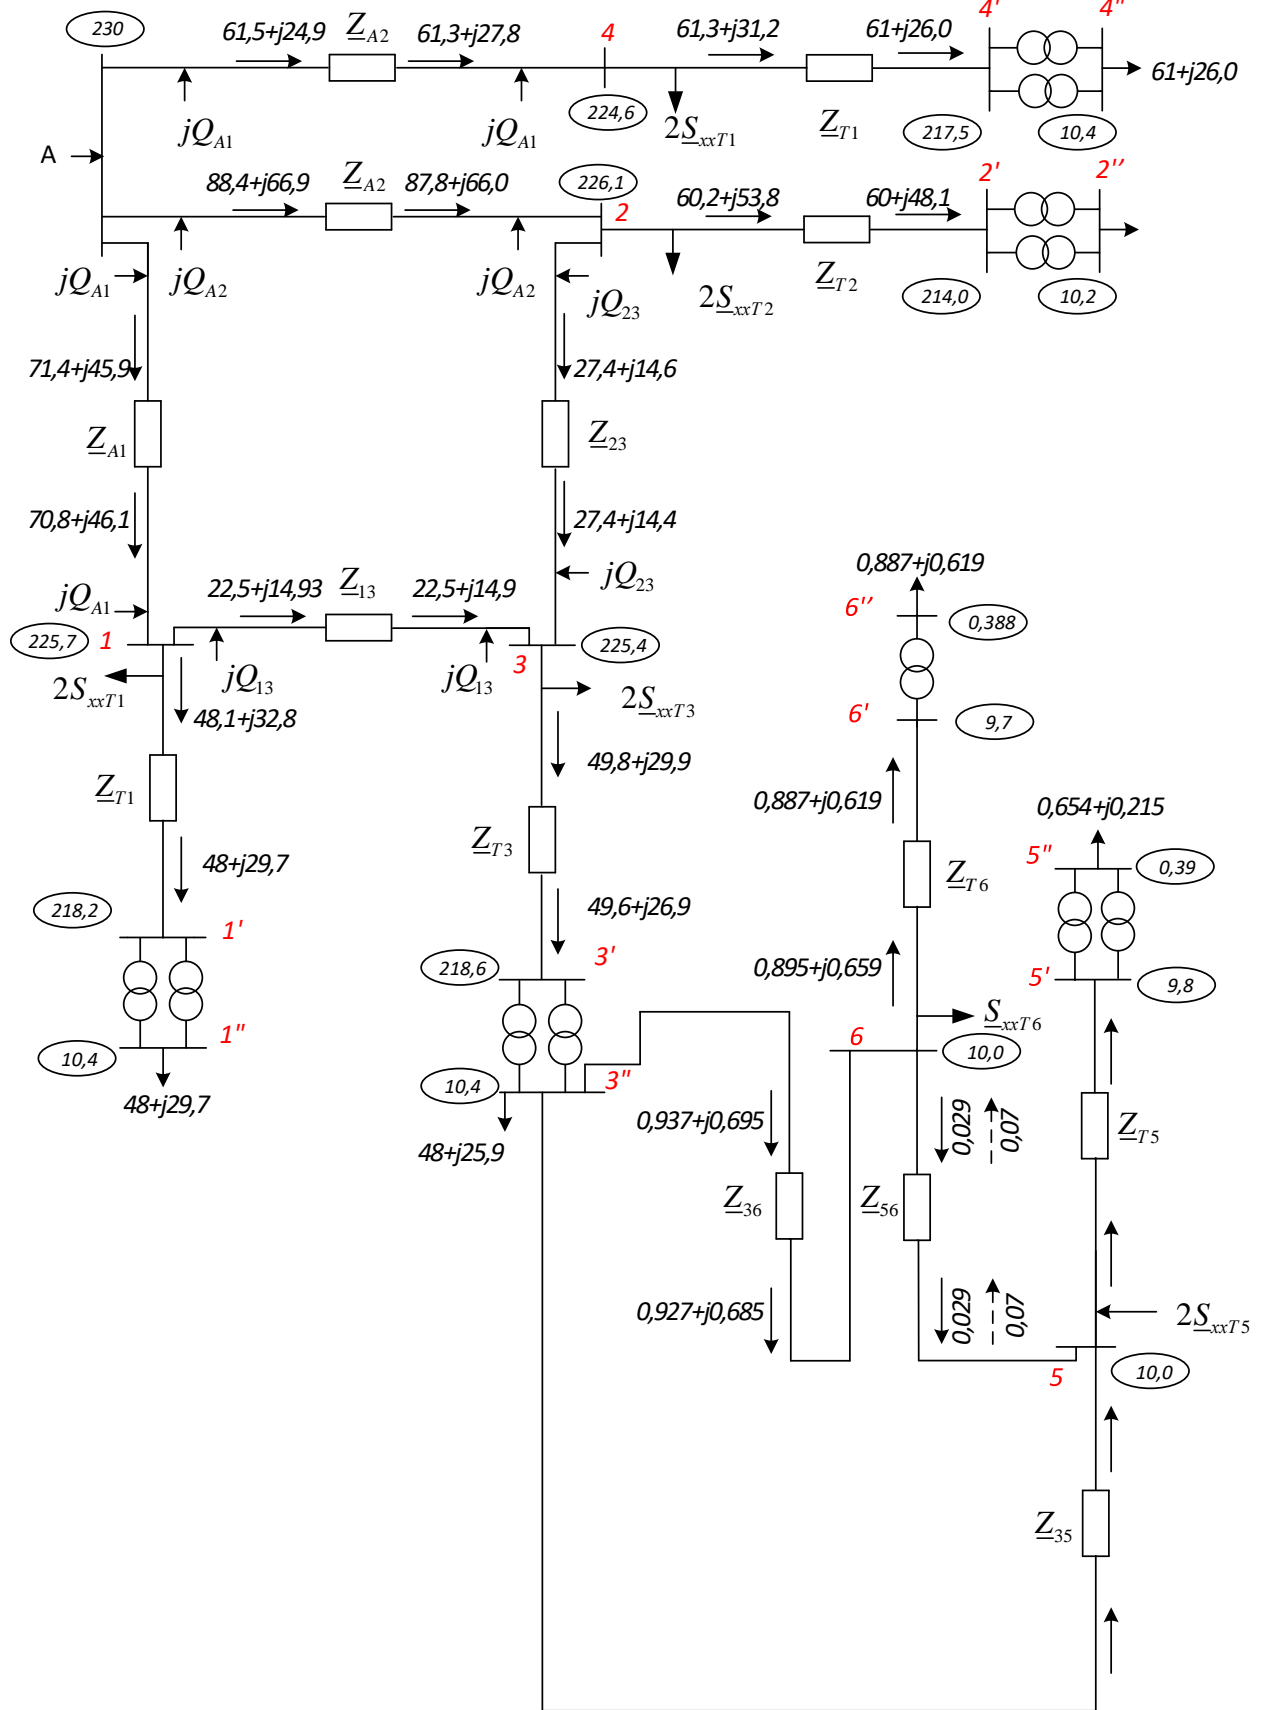 230 61,5+j24,9 Z_A2 61,3+j27,8 4 61,3+j31,2 61+j26,0 4' 4"
jQ_A1 jQ_A1 224,6 2S_xxT1 Z_T1 217,5 10,4 61+j26,0
A 88,4+j66,9 Z_A2 87,8+j66,0 226,1 2 60,2+j53,8 60+j48,1 2' 2''
jQ_A1 jQ_A2 jQ_A2 jQ_23 2S_xxT2 Z_T2 214,0 10,2
71,4+j45,9 27,4+j14,6
Z_A1 Z_23
70,8+j46,1 27,4+j14,4
jQ_A1 22,5+j14,93 Z_13 22,5+j14,9 jQ_23 0,887+j0,619
225,7 1 jQ_13 jQ_13 3 225,4 6'' 0,388
2S_xxT1 48,1+j32,8 2S_xxT3 6' 9,7
Z_T1 49,8+j29,9 0,887+j0,619 0,654+j0,215
48+j29,7 Z_T3 Z_T6 5" 0,39
218,2 1' 49,6+j26,9 0,895+j0,659
218,6 3' 5' 9,8
1" S_xxT6
10,4 6 10,0
48+j29,7 10,4 3"
48+j25,9 0,937+j0,695 0,029 0,07 Z_T5
Z_36 Z_56
0,927+j0,685 0,029 0,07 2S_xxT5
5 10,0
Z_35